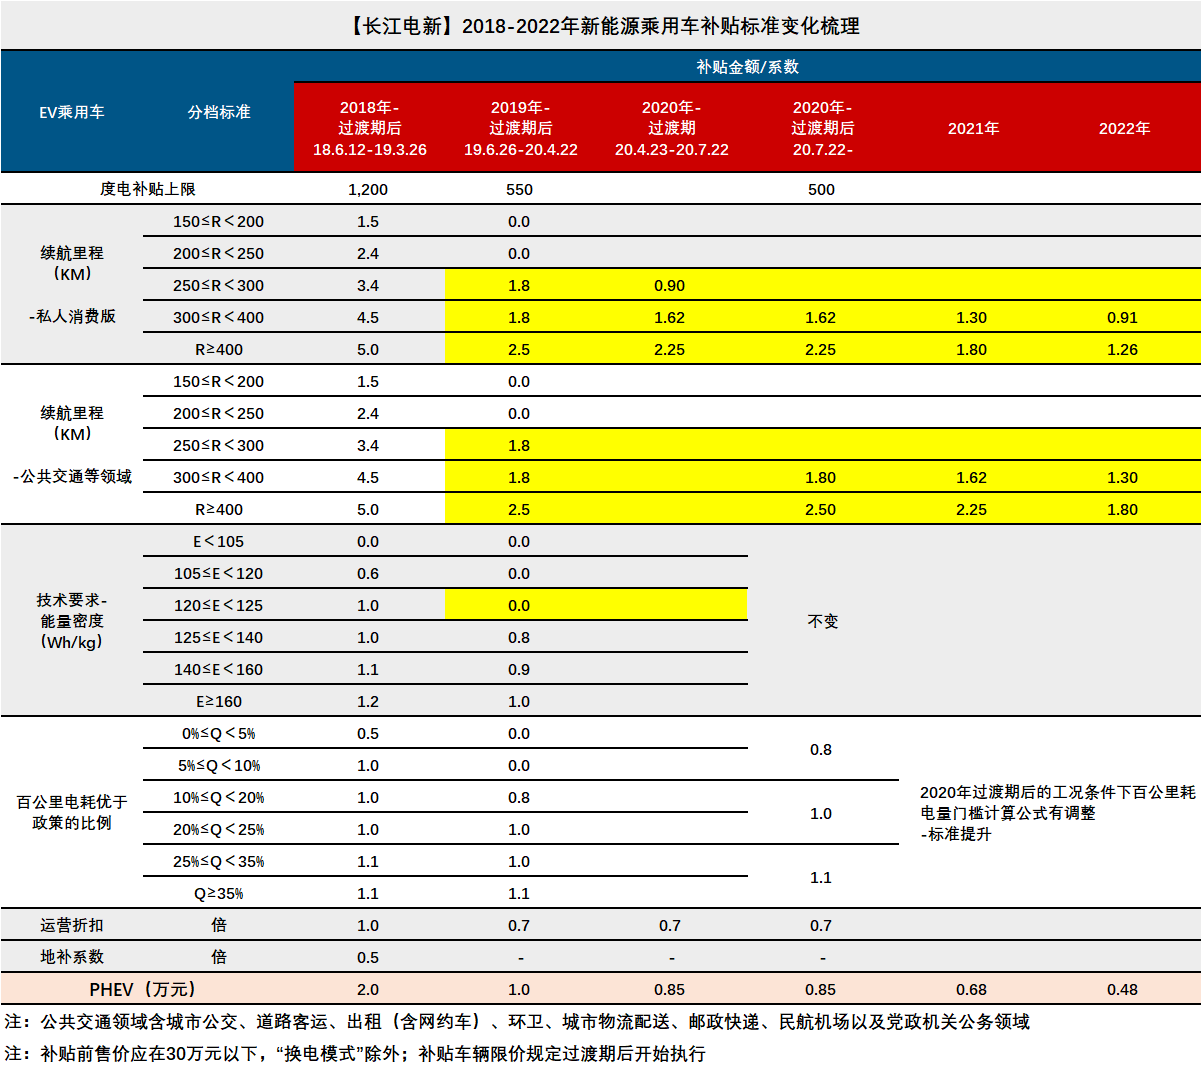 【长江电新】2018-2022年新能源乘用车补贴标准变化梳理
EV乘用车 分档标准 补贴金额/系数
2018年-
过渡期后
18.6.12-19.3.26
2019年-
过渡期后
19.6.26-20.4.22
2020年-
过渡期
20.4.23-20.7.22
2020年-
过渡期后
20.7.22-
2021年
2022年
度电补贴上限 1,200 550 500
续航里程
（KM）
-私人消费版
150≤R＜200 1.5 0.0
200≤R＜250 2.4 0.0
250≤R＜300 3.4 1.8 0.90
300≤R＜400 4.5 1.8 1.62 1.62 1.30 0.91
R≥400 5.0 2.5 2.25 2.25 1.80 1.26
续航里程
（KM）
-公共交通等领域
150≤R＜200 1.5 0.0
200≤R＜250 2.4 0.0
250≤R＜300 3.4 1.8
300≤R＜400 4.5 1.8 1.80 1.62 1.30
R≥400 5.0 2.5 2.50 2.25 1.80
技术要求-
能量密度
（Wh/kg）
E＜105 0.0 0.0
105≤E＜120 0.6 0.0
120≤E＜125 1.0 0.0
125≤E＜140 1.0 0.8
140≤E＜160 1.1 0.9
E≥160 1.2 1.0
不变
百公里电耗优于
政策的比例
0%≤Q＜5% 0.5 0.0
5%≤Q＜10% 1.0 0.0
0.8
10%≤Q＜20% 1.0 0.8
20%≤Q＜25% 1.0 1.0
1.0
25%≤Q＜35% 1.1 1.0
Q≥35% 1.1 1.1
1.1
2020年过渡期后的工况条件下百公里耗
电量门槛计算公式有调整
-标准提升
运营折扣 倍 1.0 0.7 0.7 0.7
地补系数 倍 0.5 - - -
PHEV（万元） 2.0 1.0 0.85 0.85 0.68 0.48
注：公共交通领域含城市公交、道路客运、出租（含网约车）、环卫、城市物流配送、邮政快递、民航机场以及党政机关公务领域
注：补贴前售价应在30万元以下，“换电模式”除外；补贴车辆限价规定过渡期后开始执行